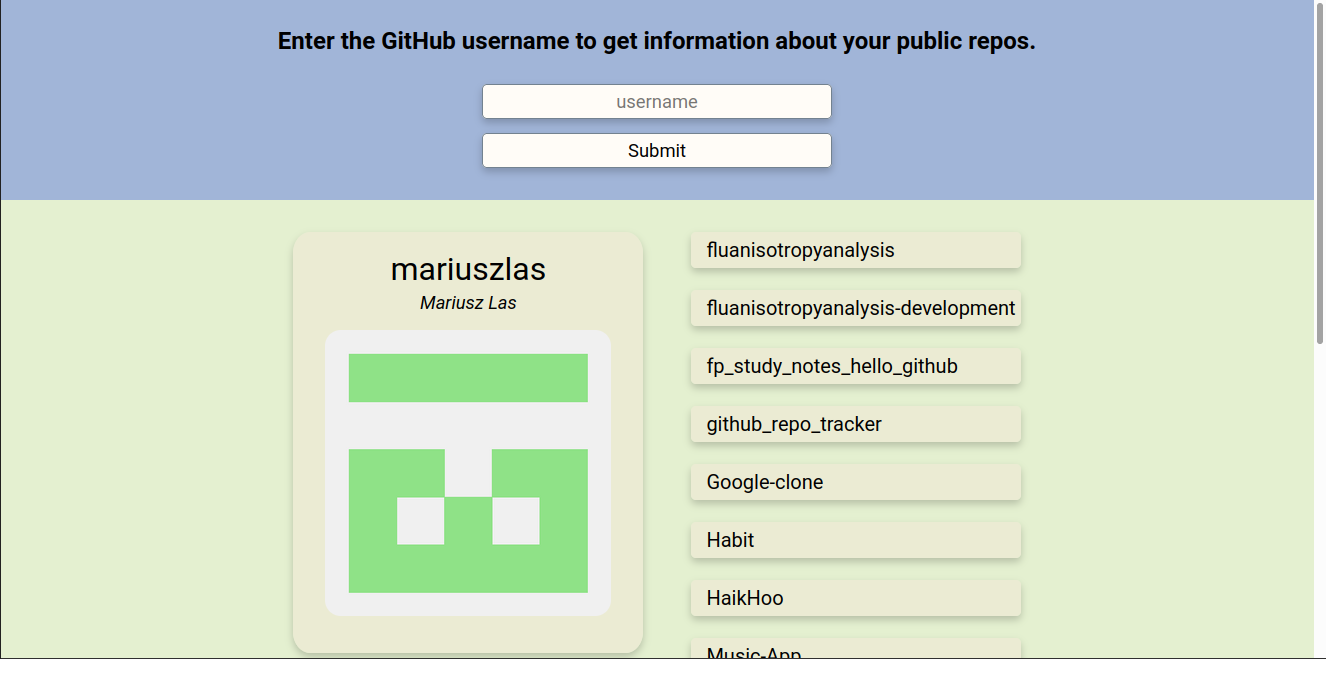 Enter the GitHub username to get information about your public repos.
username
Submit
mariuszlas
Mariusz Las
fluanisotropyanalysis
fluanisotropyanalysis-development
fp_study_notes_hello_github
github_repo_tracker
Google-clone
Habit
HaikHoo
Music-App